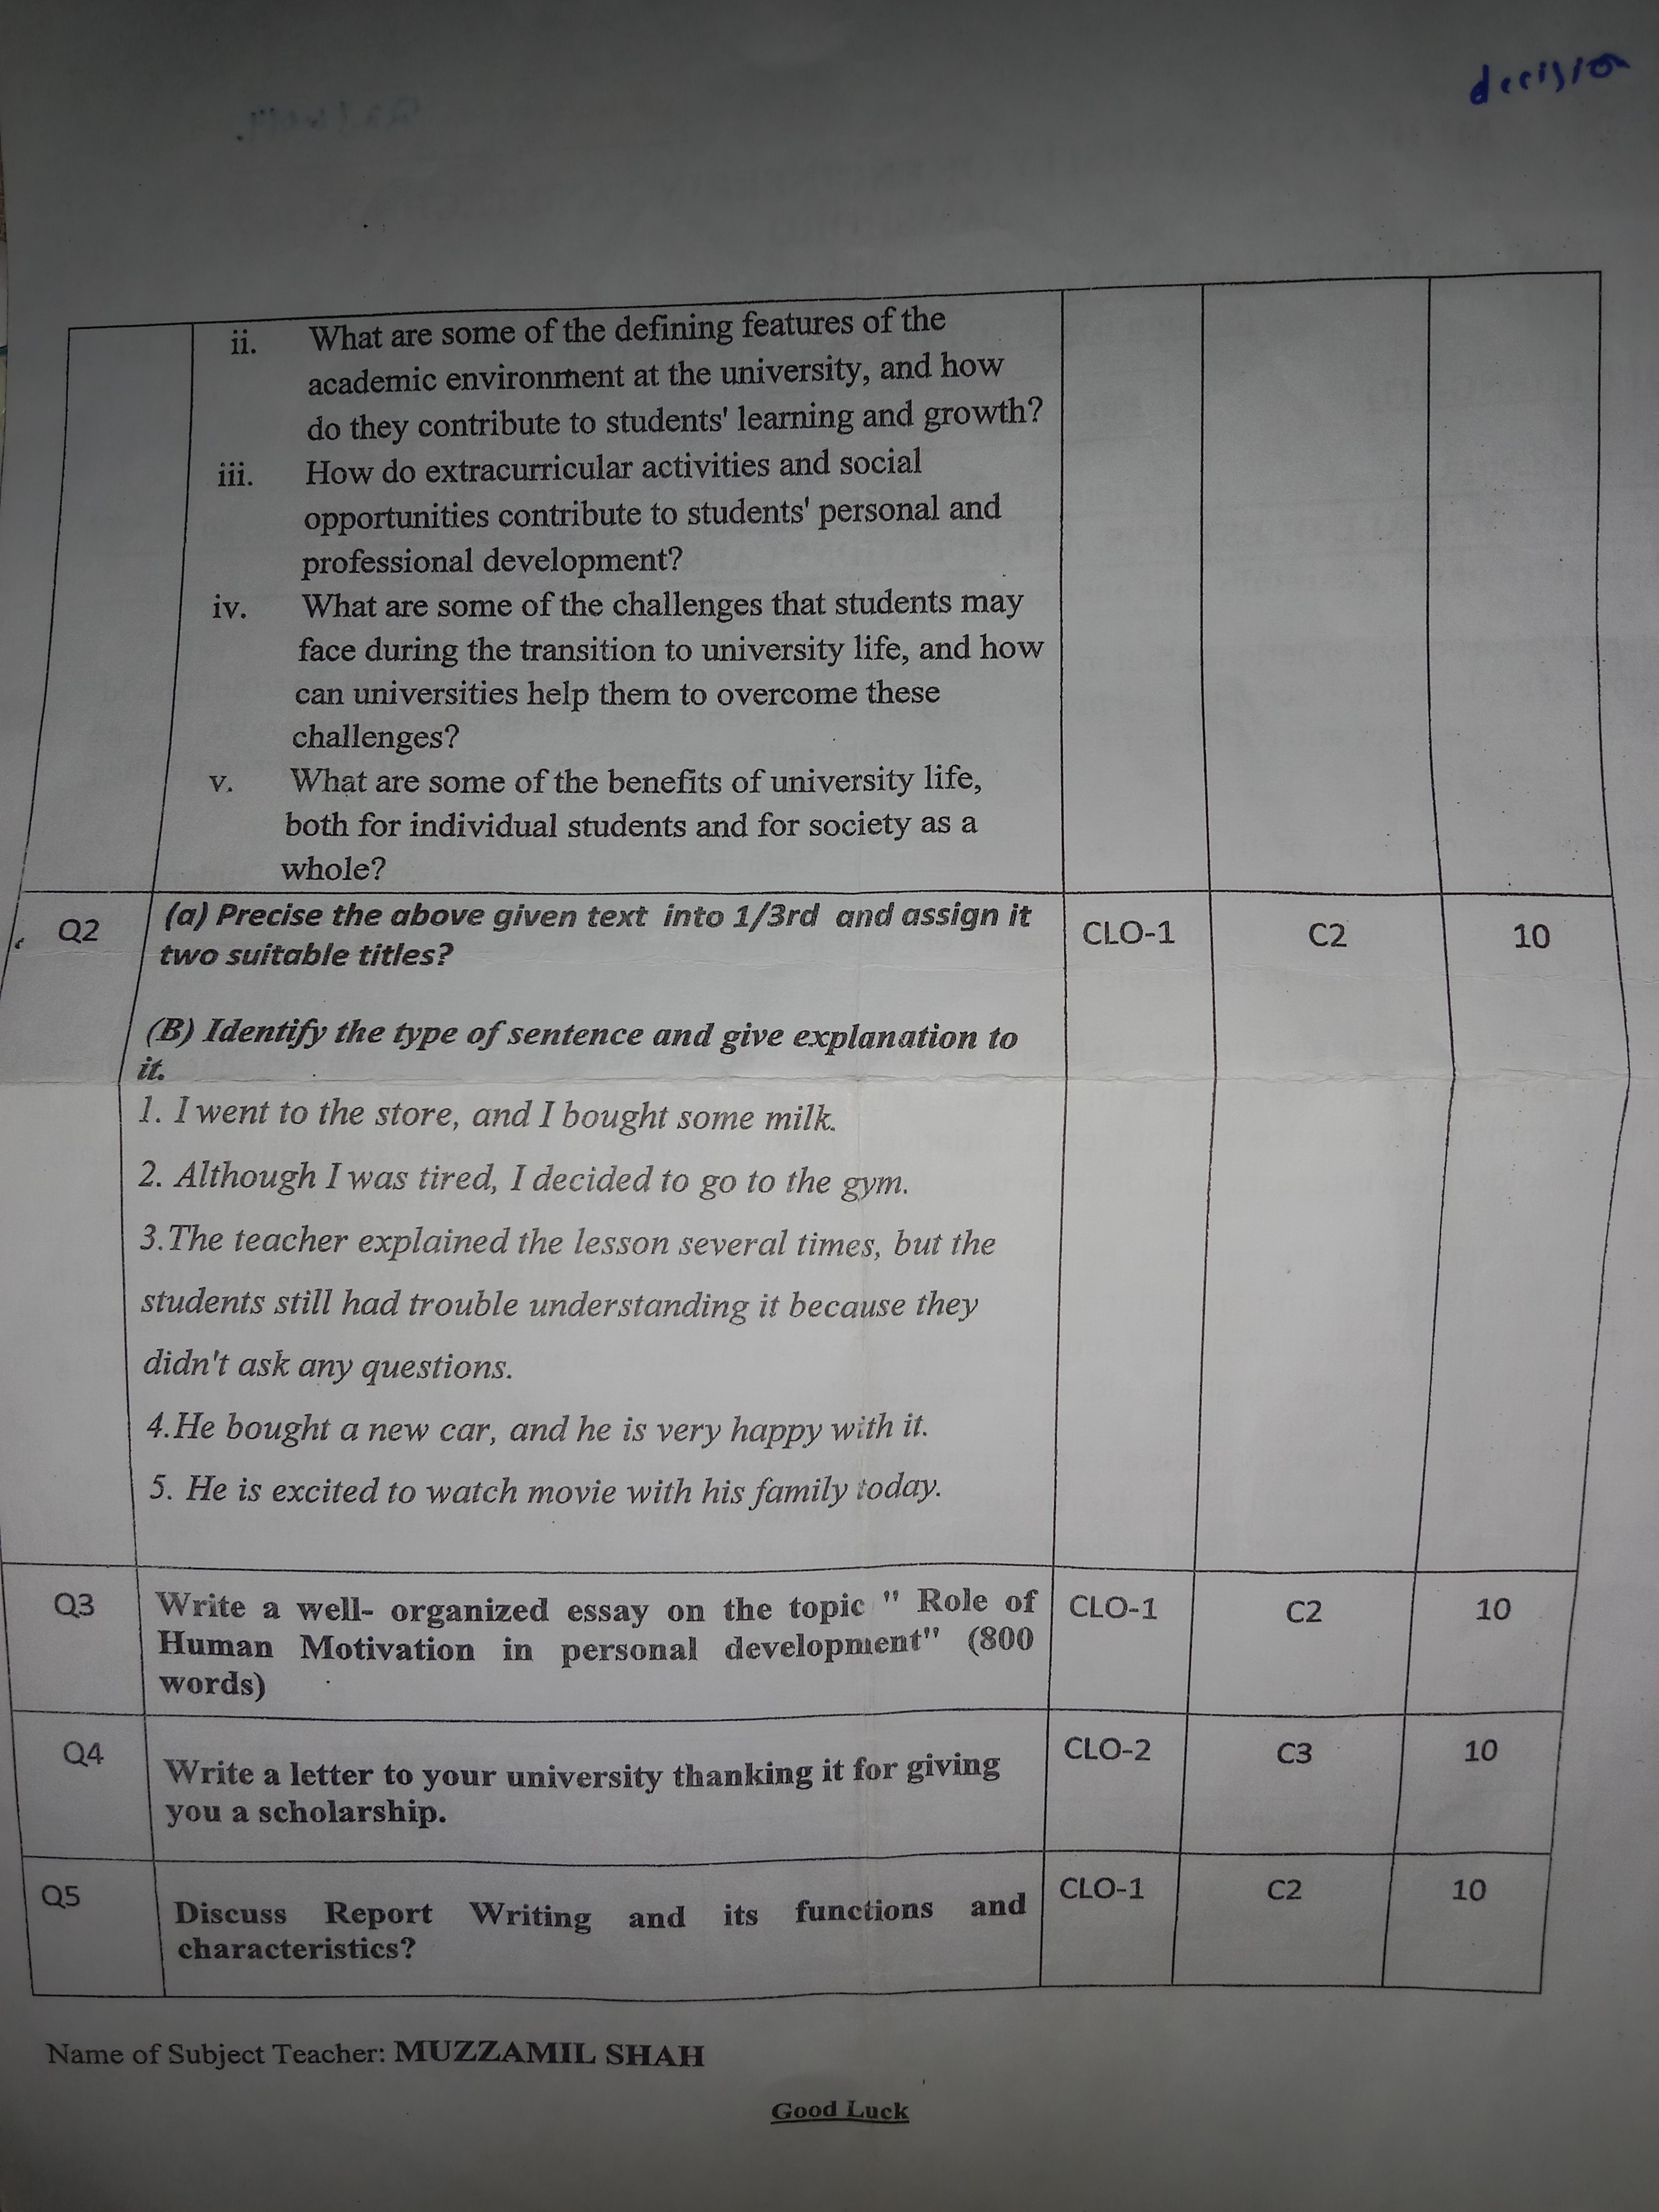 decision
ii. What are some of the defining features of the
academic environment at the university, and how
do they contribute to students' learning and growth?
iii. How do extracurricular activities and social
opportunities contribute to students' personal and
professional development?
iv. What are some of the challenges that students may
face during the transition to university life, and how
can universities help them to overcome these
challenges?
v. What are some of the benefits of university life,
both for individual students and for society as a
whole?
Q2 (a) Precise the above given text into 1/3rd and assign it CLO-1 C2 10
two suitable titles?
(B) Identify the type of sentence and give explanation to
it.
1. I went to the store, and I bought some milk.
2. Although I was tired, I decided to go to the gym.
3.The teacher explained the lesson several times, but the
students still had trouble understanding it because they
didn't ask any questions.
4.He bought a new car, and he is very happy with it.
5. He is excited to watch movie with his family today.
Q3 Write a well- organized essay on the topic " Role of CLO-1 C2 10
Human Motivation in personal development" (800
words)
Q4 Write a letter to your university thanking it for giving CLO-2 C3 10
you a scholarship.
Q5 Discuss Report Writing and its functions and CLO-1 C2 10
characteristics?
Name of Subject Teacher: MUZZAMIL SHAH
Good Luck